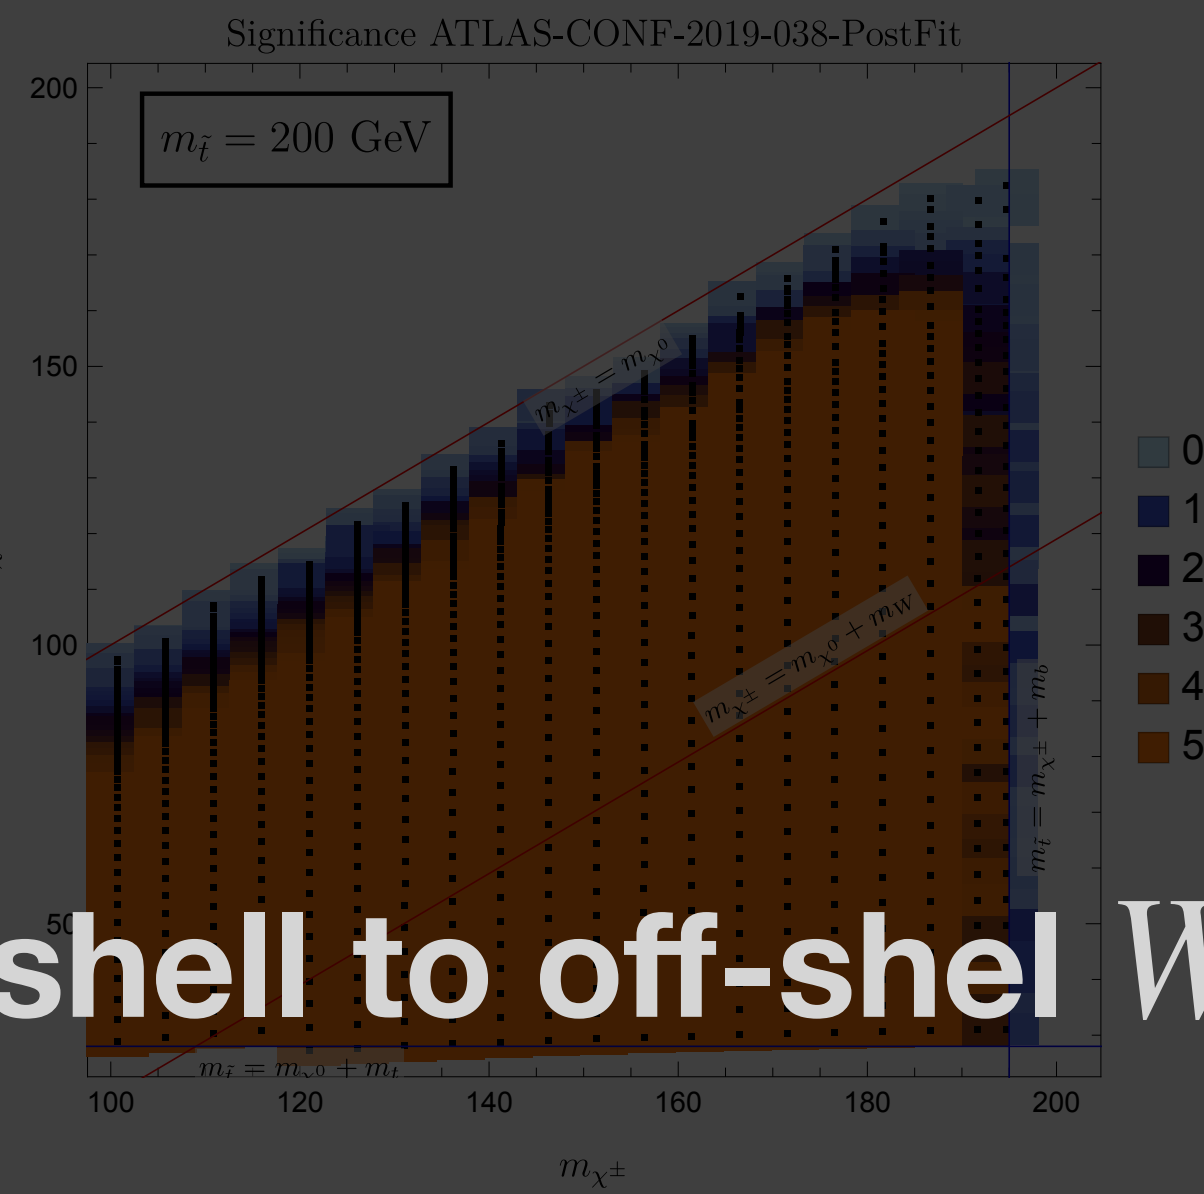 Significance ATLAS-CONF-2019-038-PostFit
200
m_t̃ = 200 GeV
150
m_χ± = m_χ⁰
0
1
2
3
4
5
100
m_χ± = m_χ⁰ + m_W
m_t̃ = m_χ± + m_b
50
shell to off-shel W
m_t̃ = m_χ⁰ + m_t
100 120 140 160 180 200
m_χ±